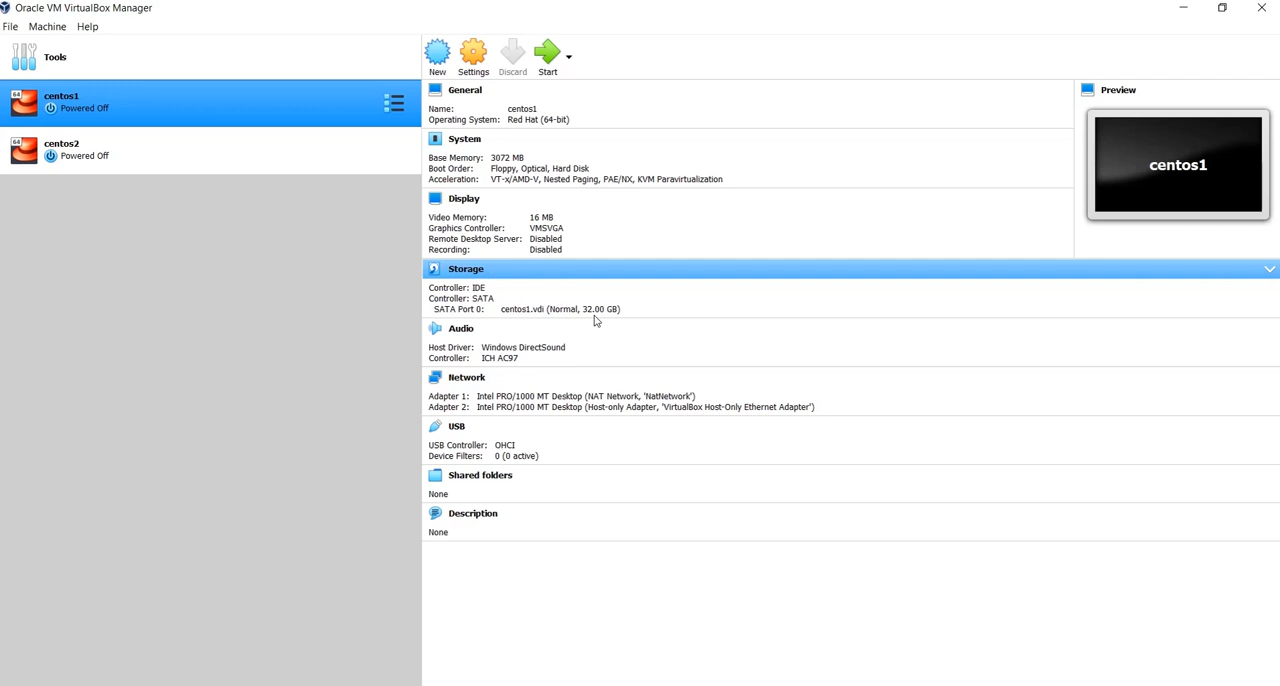 Oracle VM VirtualBox Manager
File Machine Help
Tools
New Settings Discard Start
64 centos1
Powered Off
64 centos2
Powered Off
General
Name: centos1
Operating System: Red Hat (64-bit)
System
Base Memory: 3072 MB
Boot Order: Floppy, Optical, Hard Disk
Acceleration: VT-x/AMD-V, Nested Paging, PAE/NX, KVM Paravirtualization
Display
Video Memory: 16 MB
Graphics Controller: VMSVGA
Remote Desktop Server: Disabled
Recording: Disabled
Preview
centos1
Storage
Controller: IDE
Controller: SATA
SATA Port 0: centos1.vdi (Normal, 32.00 GB)
Audio
Host Driver: Windows DirectSound
Controller: ICH AC97
Network
Adapter 1: Intel PRO/1000 MT Desktop (NAT Network, 'NatNetwork')
Adapter 2: Intel PRO/1000 MT Desktop (Host-only Adapter, 'VirtualBox Host-Only Ethernet Adapter')
USB
USB Controller: OHCI
Device Filters: 0 (0 active)
Shared folders
None
Description
None